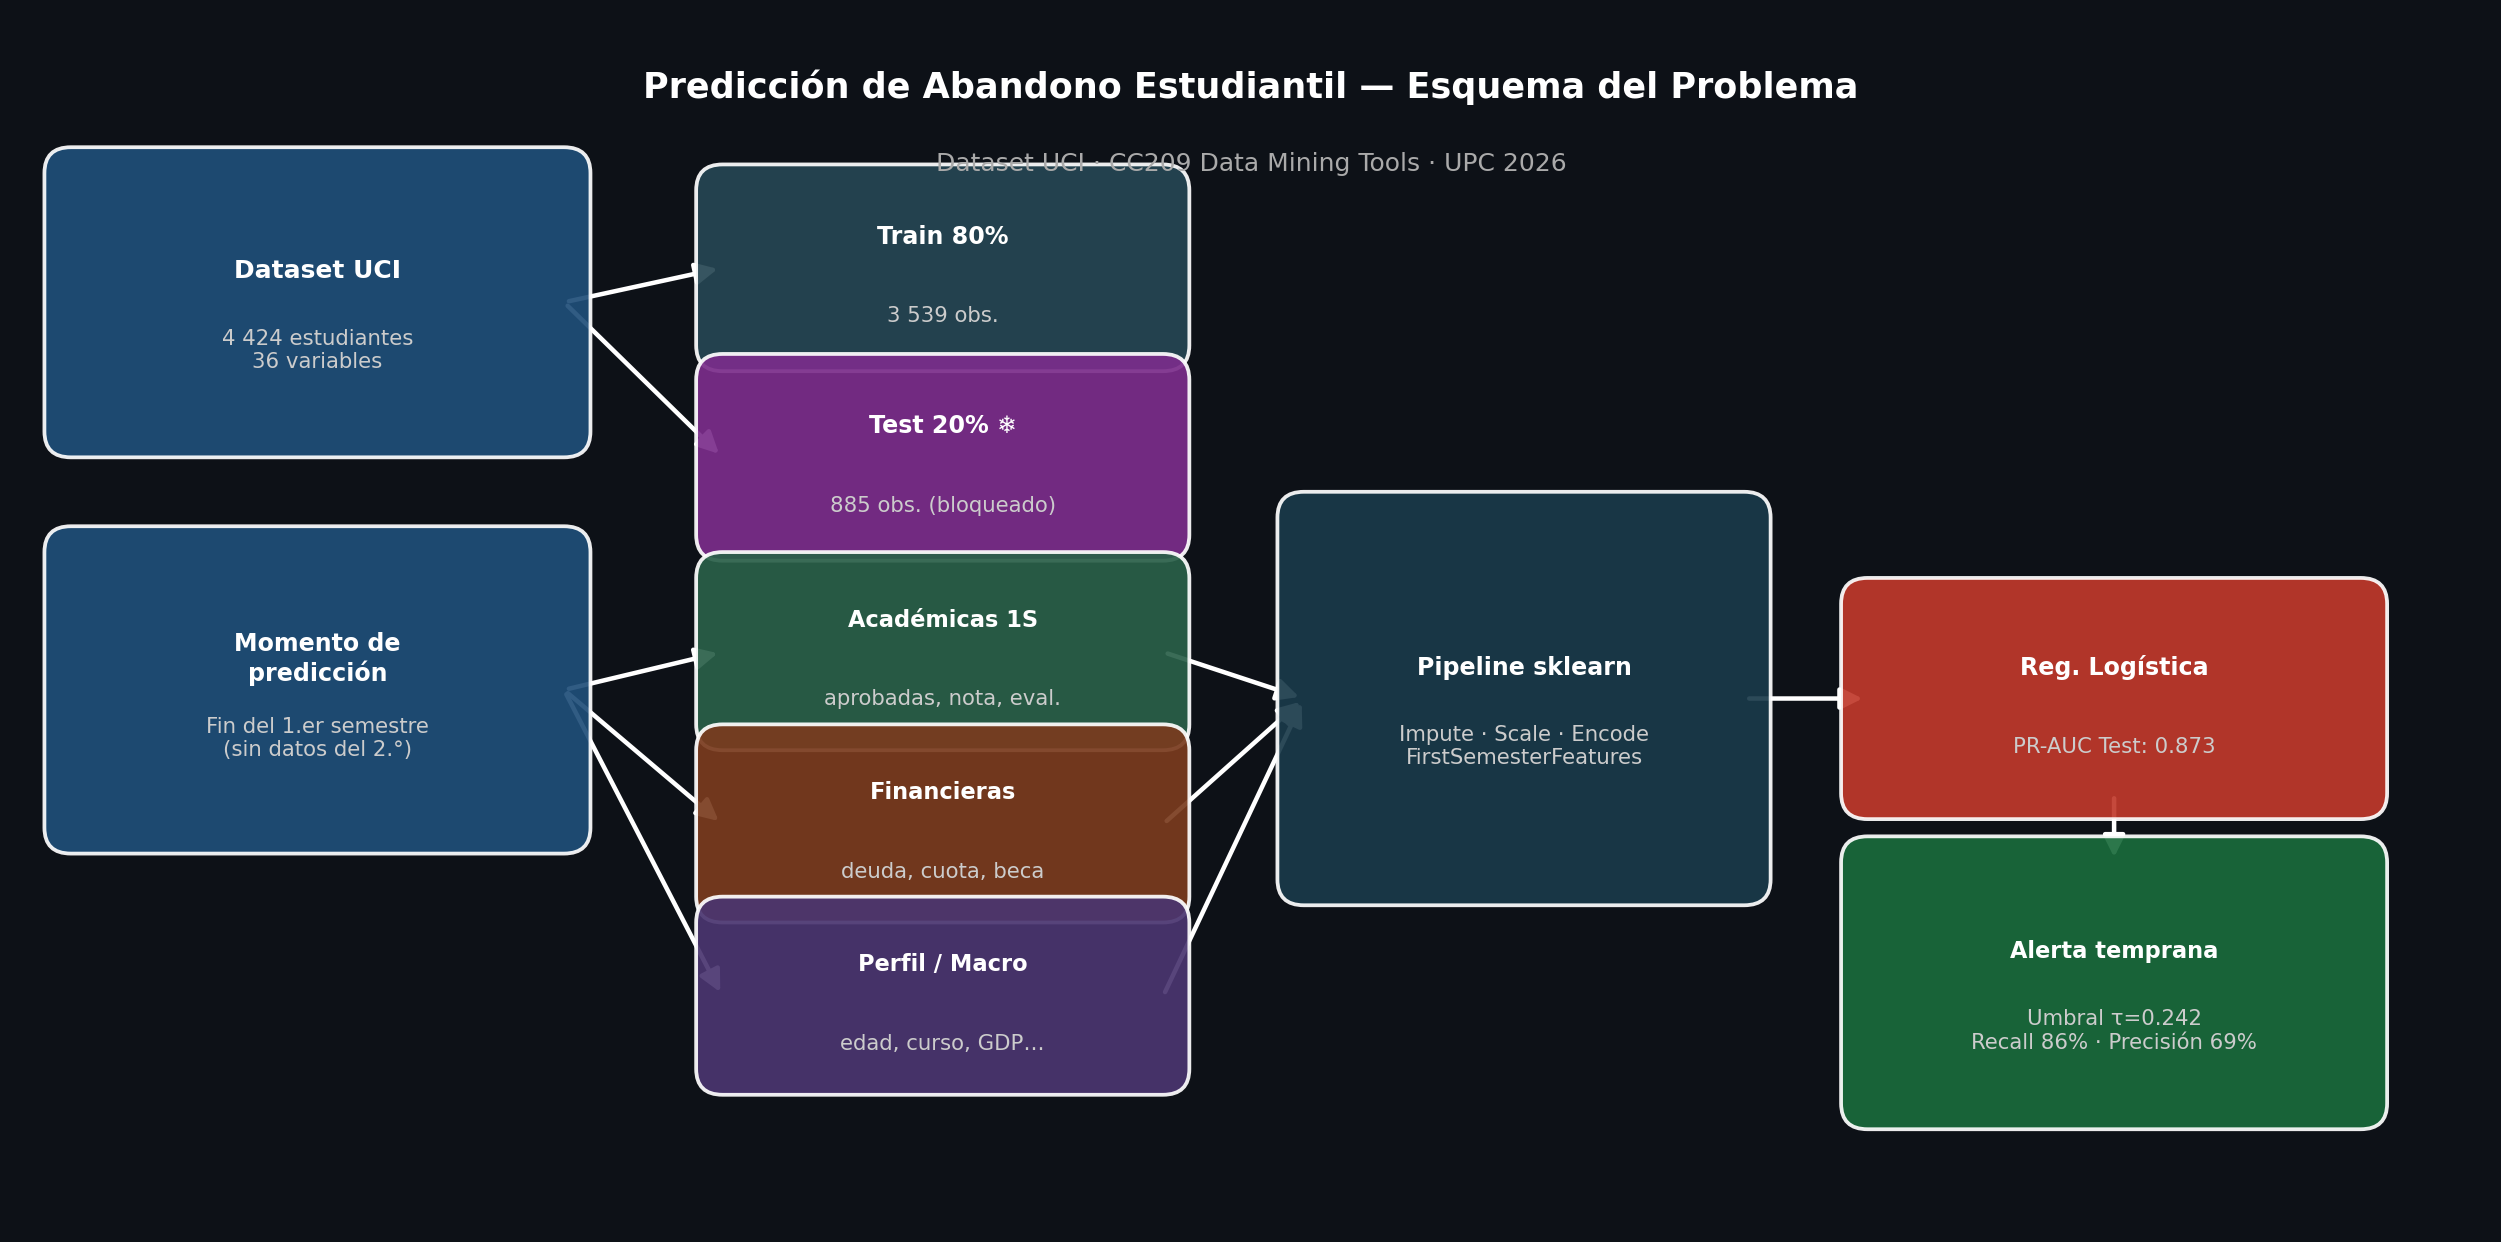 Predicción de Abandono Estudiantil — Esquema del Problema
Dataset UCI · CC209 Data Mining Tools · UPC 2026
Dataset UCI
4 424 estudiantes
36 variables
Momento de
predicción
Fin del 1.er semestre
(sin datos del 2.°)
Train 80%
3 539 obs.
Test 20% ❄
885 obs. (bloqueado)
Académicas 1S
aprobadas, nota, eval.
Financieras
deuda, cuota, beca
Perfil / Macro
edad, curso, GDP...
Pipeline sklearn
Impute · Scale · Encode
FirstSemesterFeatures
Reg. Logística
PR-AUC Test: 0.873
Alerta temprana
Umbral τ=0.242
Recall 86% · Precisión 69%